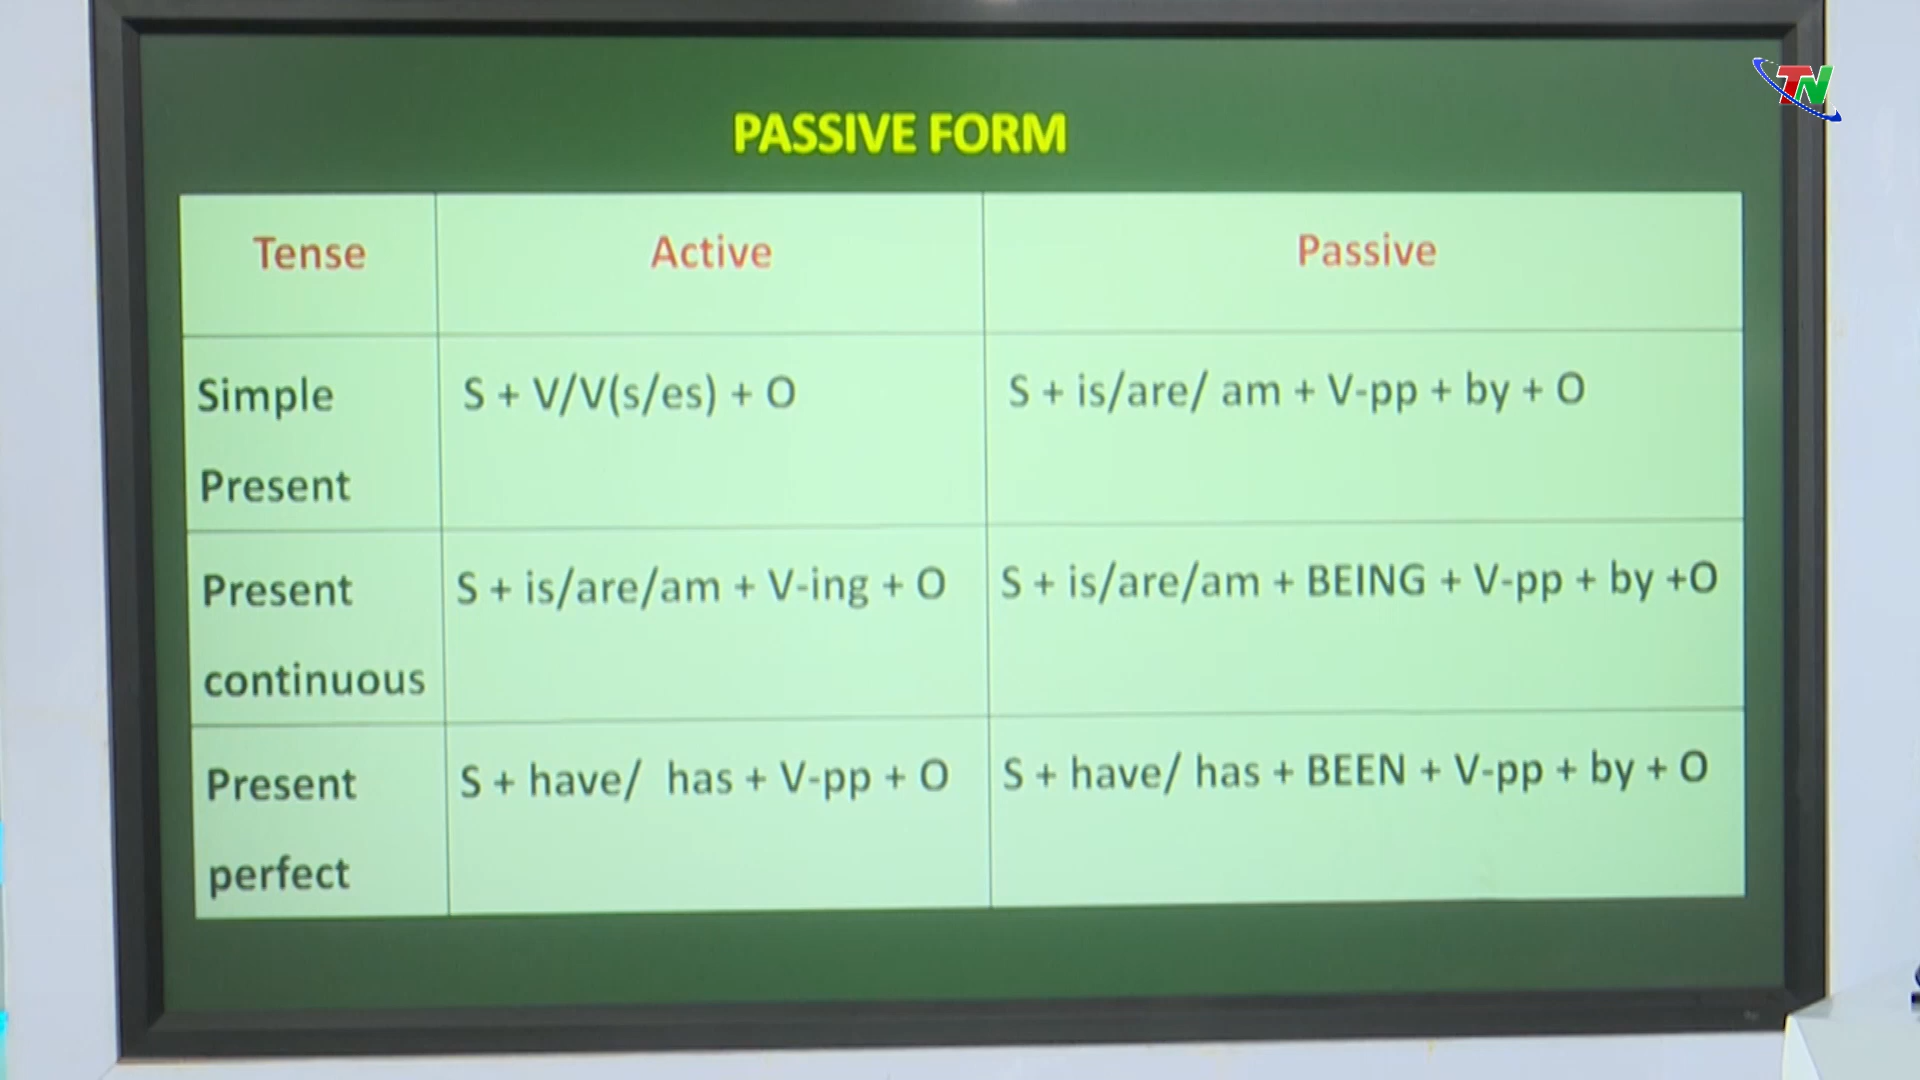 TN
PASSIVE FORM
Tense Active Passive
Simple S + V/V(s/es) + O S + is/are/ am + V-pp + by + O
Present
Present S + is/are/am + V-ing + O S + is/are/am + BEING + V-pp + by +O
continuous
Present S + have/ has + V-pp + O S + have/ has + BEEN + V-pp + by + O
perfect